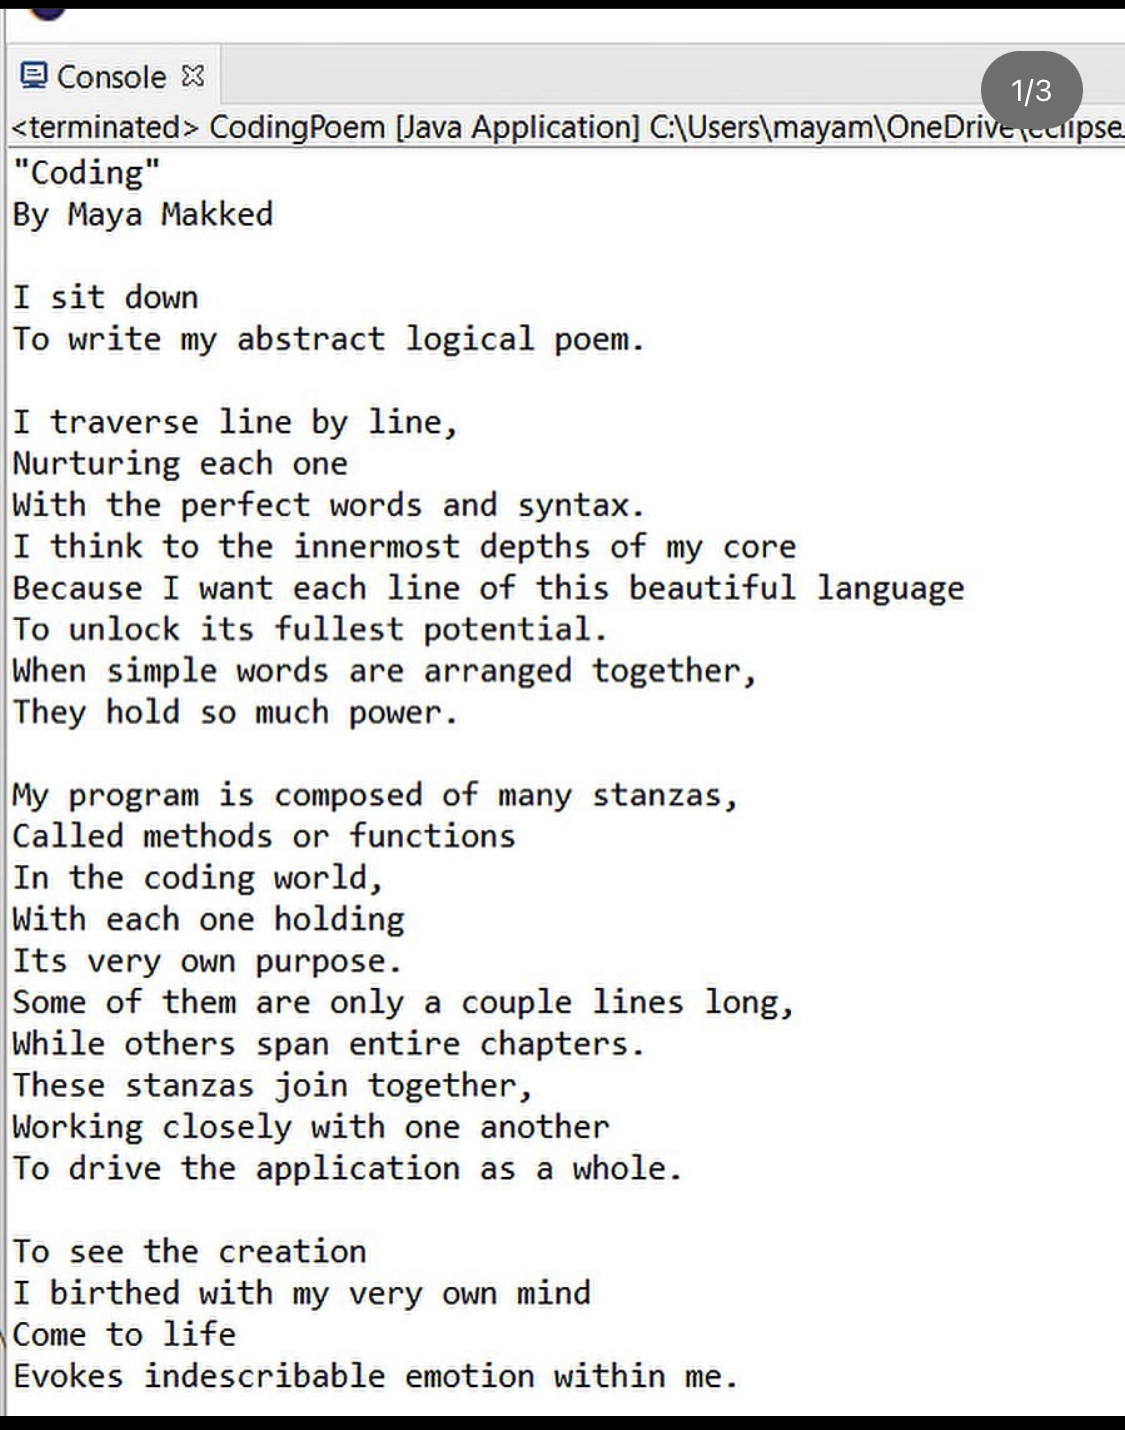 Console
1/3
<terminated> CodingPoem [Java Application] C:\Users\mayam\OneDrive\eclipse
"Coding"
By Maya Makked
I sit down
To write my abstract logical poem.
I traverse line by line,
Nurturing each one
With the perfect words and syntax.
I think to the innermost depths of my core
Because I want each line of this beautiful language
To unlock its fullest potential.
When simple words are arranged together,
They hold so much power.
My program is composed of many stanzas,
Called methods or functions
In the coding world,
With each one holding
Its very own purpose.
Some of them are only a couple lines long,
While others span entire chapters.
These stanzas join together,
Working closely with one another
To drive the application as a whole.
To see the creation
I birthed with my very own mind
Come to life
Evokes indescribable emotion within me.